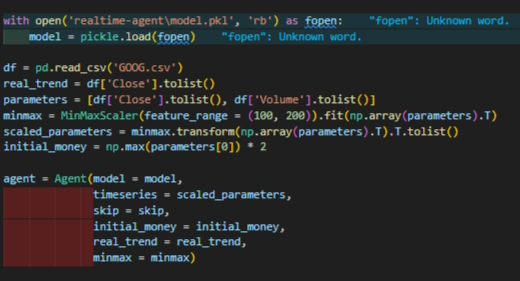 with open('realtime-agent\model.pkl', 'rb') as fopen: "fopen": Unknown word.
    model = pickle.load(fopen) "fopen": Unknown word.
df = pd.read_csv('GOOG.csv')
real_trend = df['Close'].tolist()
parameters = [df['Close'].tolist(), df['Volume'].tolist()]
minmax = MinMaxScaler(feature_range = (100, 200)).fit(np.array(parameters).T)
scaled_parameters = minmax.transform(np.array(parameters).T).T.tolist()
initial_money = np.max(parameters[0]) * 2
agent = Agent(model = model,
              timeseries = scaled_parameters,
              skip = skip,
              initial_money = initial_money,
              real_trend = real_trend,
              minmax = minmax)